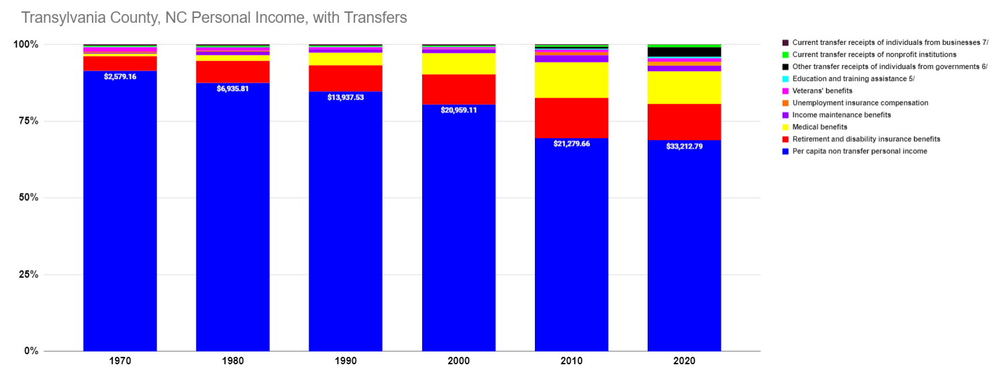 Transylvania County, NC Personal Income, with Transfers
100%
75%
50%
25%
0%
$2,579.16
$6,935.81
$13,937.53
$20,959.11
$21,279.66
$33,212.79
1970
1980
1990
2000
2010
2020
Current transfer receipts of individuals from businesses 7/
Current transfer receipts of nonprofit institutions
Other transfer receipts of individuals from governments 6/
Education and training assistance 5/
Veterans' benefits
Unemployment insurance compensation
Income maintenance benefits
Medical benefits
Retirement and disability insurance benefits
Per capita non transfer personal income